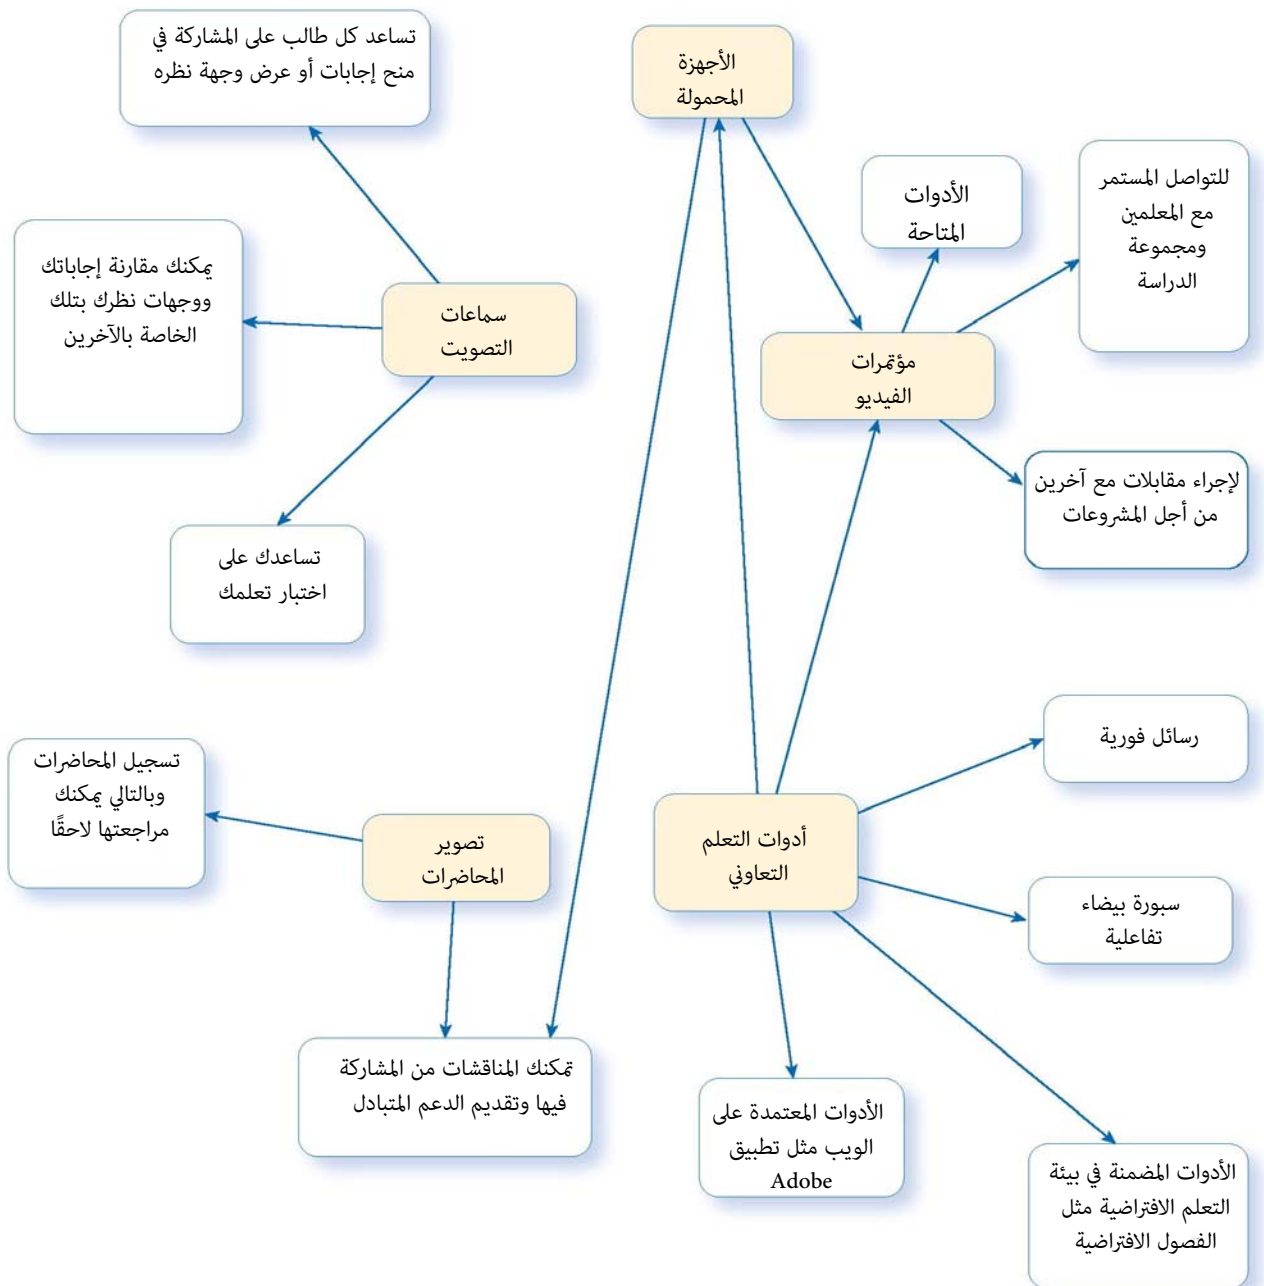 تساعد كل طالب على المشاركة في
منح إجابات أو عرض وجهة نظره
الأجهزة
المحمولة
للتواصل المستمر
مع المعلمين
ومجموعة
الدراسة
الأدوات
المتاحة
يمكنك مقارنة إجاباتك
ووجهات نظرك بتلك
الخاصة بالآخرين
سماعات
التصويت
مؤتمرات
الفيديو
لإجراء مقابلات مع آخرين
من أجل المشروعات
تساعدك على
اختبار تعلمك
رسائل فورية
تسجيل المحاضرات
وبالتالي يمكنك
مراجعتها لاحقًا
تصوير
المحاضرات
أدوات التعلم
التعاوني
سبورة بيضاء
تفاعلية
تمكنك المناقشات من المشاركة
فيها وتقديم الدعم المتبادل
الأدوات المعتمدة على
الويب مثل تطبيق
Adobe
الأدوات المضمنة في بيئة
التعلم الافتراضية مثل
الفصول الافتراضية